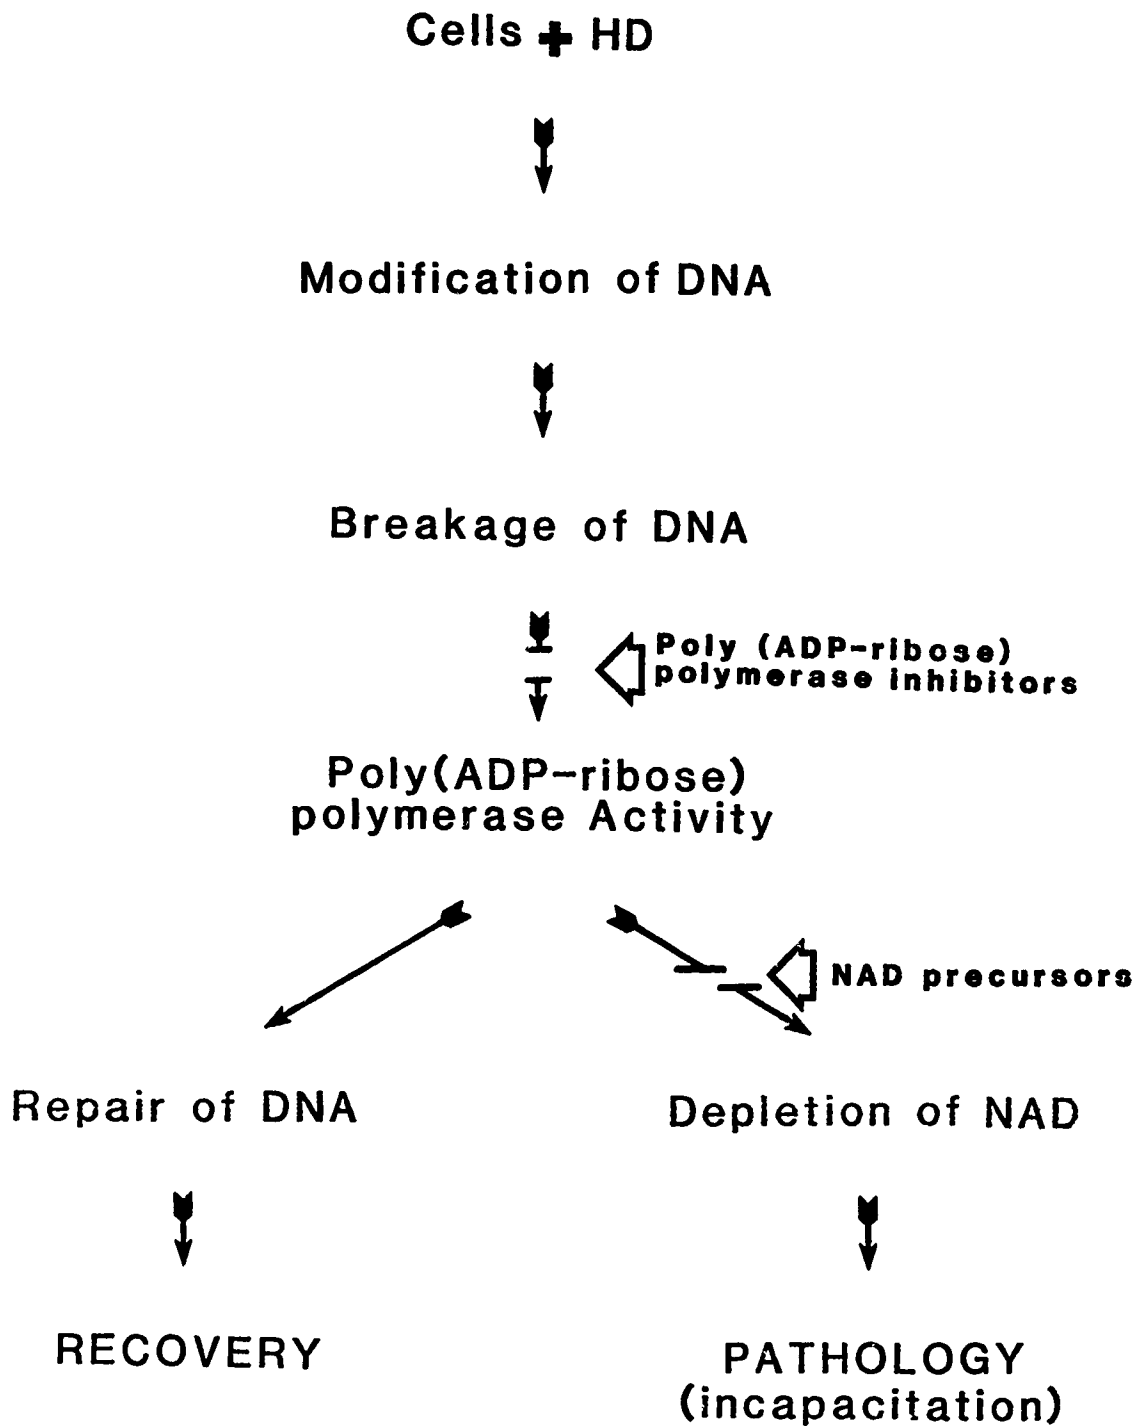 Cells + HD
Modification of DNA
Breakage of DNA
Poly (ADP-ribose)
polymerase inhibitors
Poly(ADP-ribose)
polymerase Activity
NAD precursors
Repair of DNA
Depletion of NAD
RECOVERY
PATHOLOGY
(incapacitation)